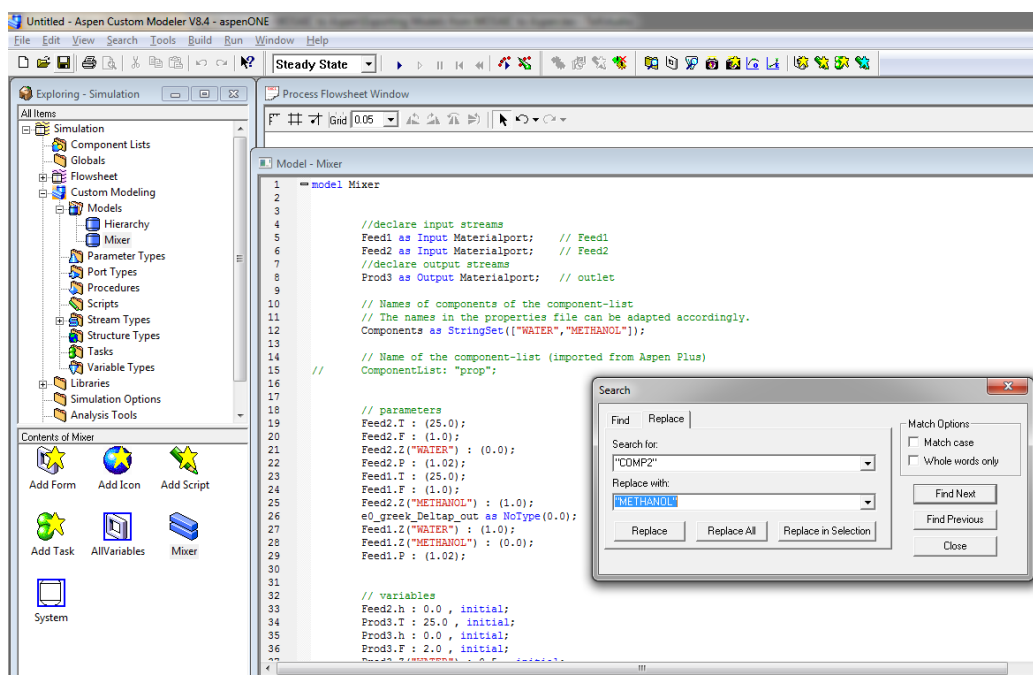 Untitled - Aspen Custom Modeler V8.4 - aspenONE
File Edit View Search Tools Build Run Window Help
Steady State
Exploring - Simulation
All Items
Simulation
Component Lists
Globals
Flowsheet
Custom Modeling
Models
Hierarchy
Mixer
Parameter Types
Port Types
Procedures
Scripts
Stream Types
Structure Types
Tasks
Variable Types
Libraries
Simulation Options
Analysis Tools
Contents of Mixer
Add Form Add Icon Add Script
Add Task AllVariables Mixer
System
Process Flowsheet Window
Grid 0.05
Model - Mixer
1 model Mixer
2
3
4 //declare input streams
5 Feed1 as Input Materialport; // Feed1
6 Feed2 as Input Materialport; // Feed2
7 //declare output streams
8 Prod3 as Output Materialport; // outlet
9
10 // Names of components of the component-list
11 // The names in the properties file can be adapted accordingly.
12 Components as StringSet(["WATER","METHANOL"]);
13
14 // Name of the component-list (imported from Aspen Plus)
15 // ComponentList: "prop";
16
17
18 // parameters
19 Feed2.T : (25.0);
20 Feed2.F : (1.0);
21 Feed2.Z("WATER") : (0.0);
22 Feed2.P : (1.02);
23 Feed1.T : (25.0);
24 Feed1.F : (1.0);
25 Feed2.Z("METHANOL") : (1.0);
26 e0_greek_Deltap_out as NoType(0.0);
27 Feed1.Z("WATER") : (1.0);
28 Feed1.Z("METHANOL") : (0.0);
29 Feed1.P : (1.02);
30
31
32 // variables
33 Feed2.h : 0.0 , initial;
34 Prod3.T : 25.0 , initial;
35 Prod3.h : 0.0 , initial;
36 Prod3.F : 2.0 , initial;
Search
Find Replace
Search for:
"COMP2"
Replace with:
"METHANOL"
Replace Replace All Replace in Selection
Match Options
Match case
Whole words only
Find Next
Find Previous
Close